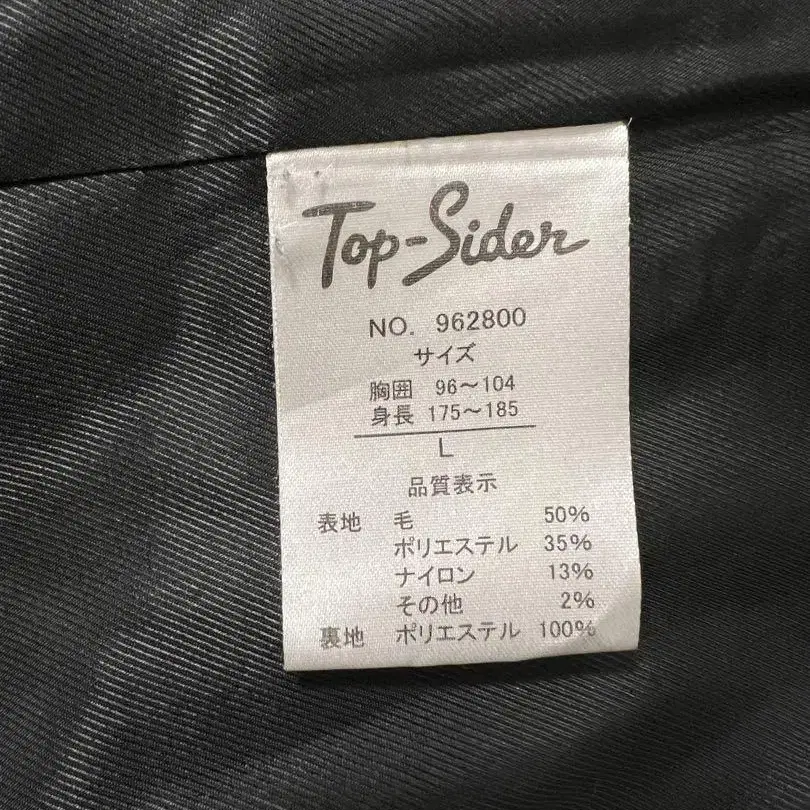 Top-Sider
NO. 962800
サイズ
胸囲 96〜104
身長 175〜185
L
品質表示
表地 毛 50%
ポリエステル 35%
ナイロン 13%
その他 2%
裏地 ポリエステル 100%